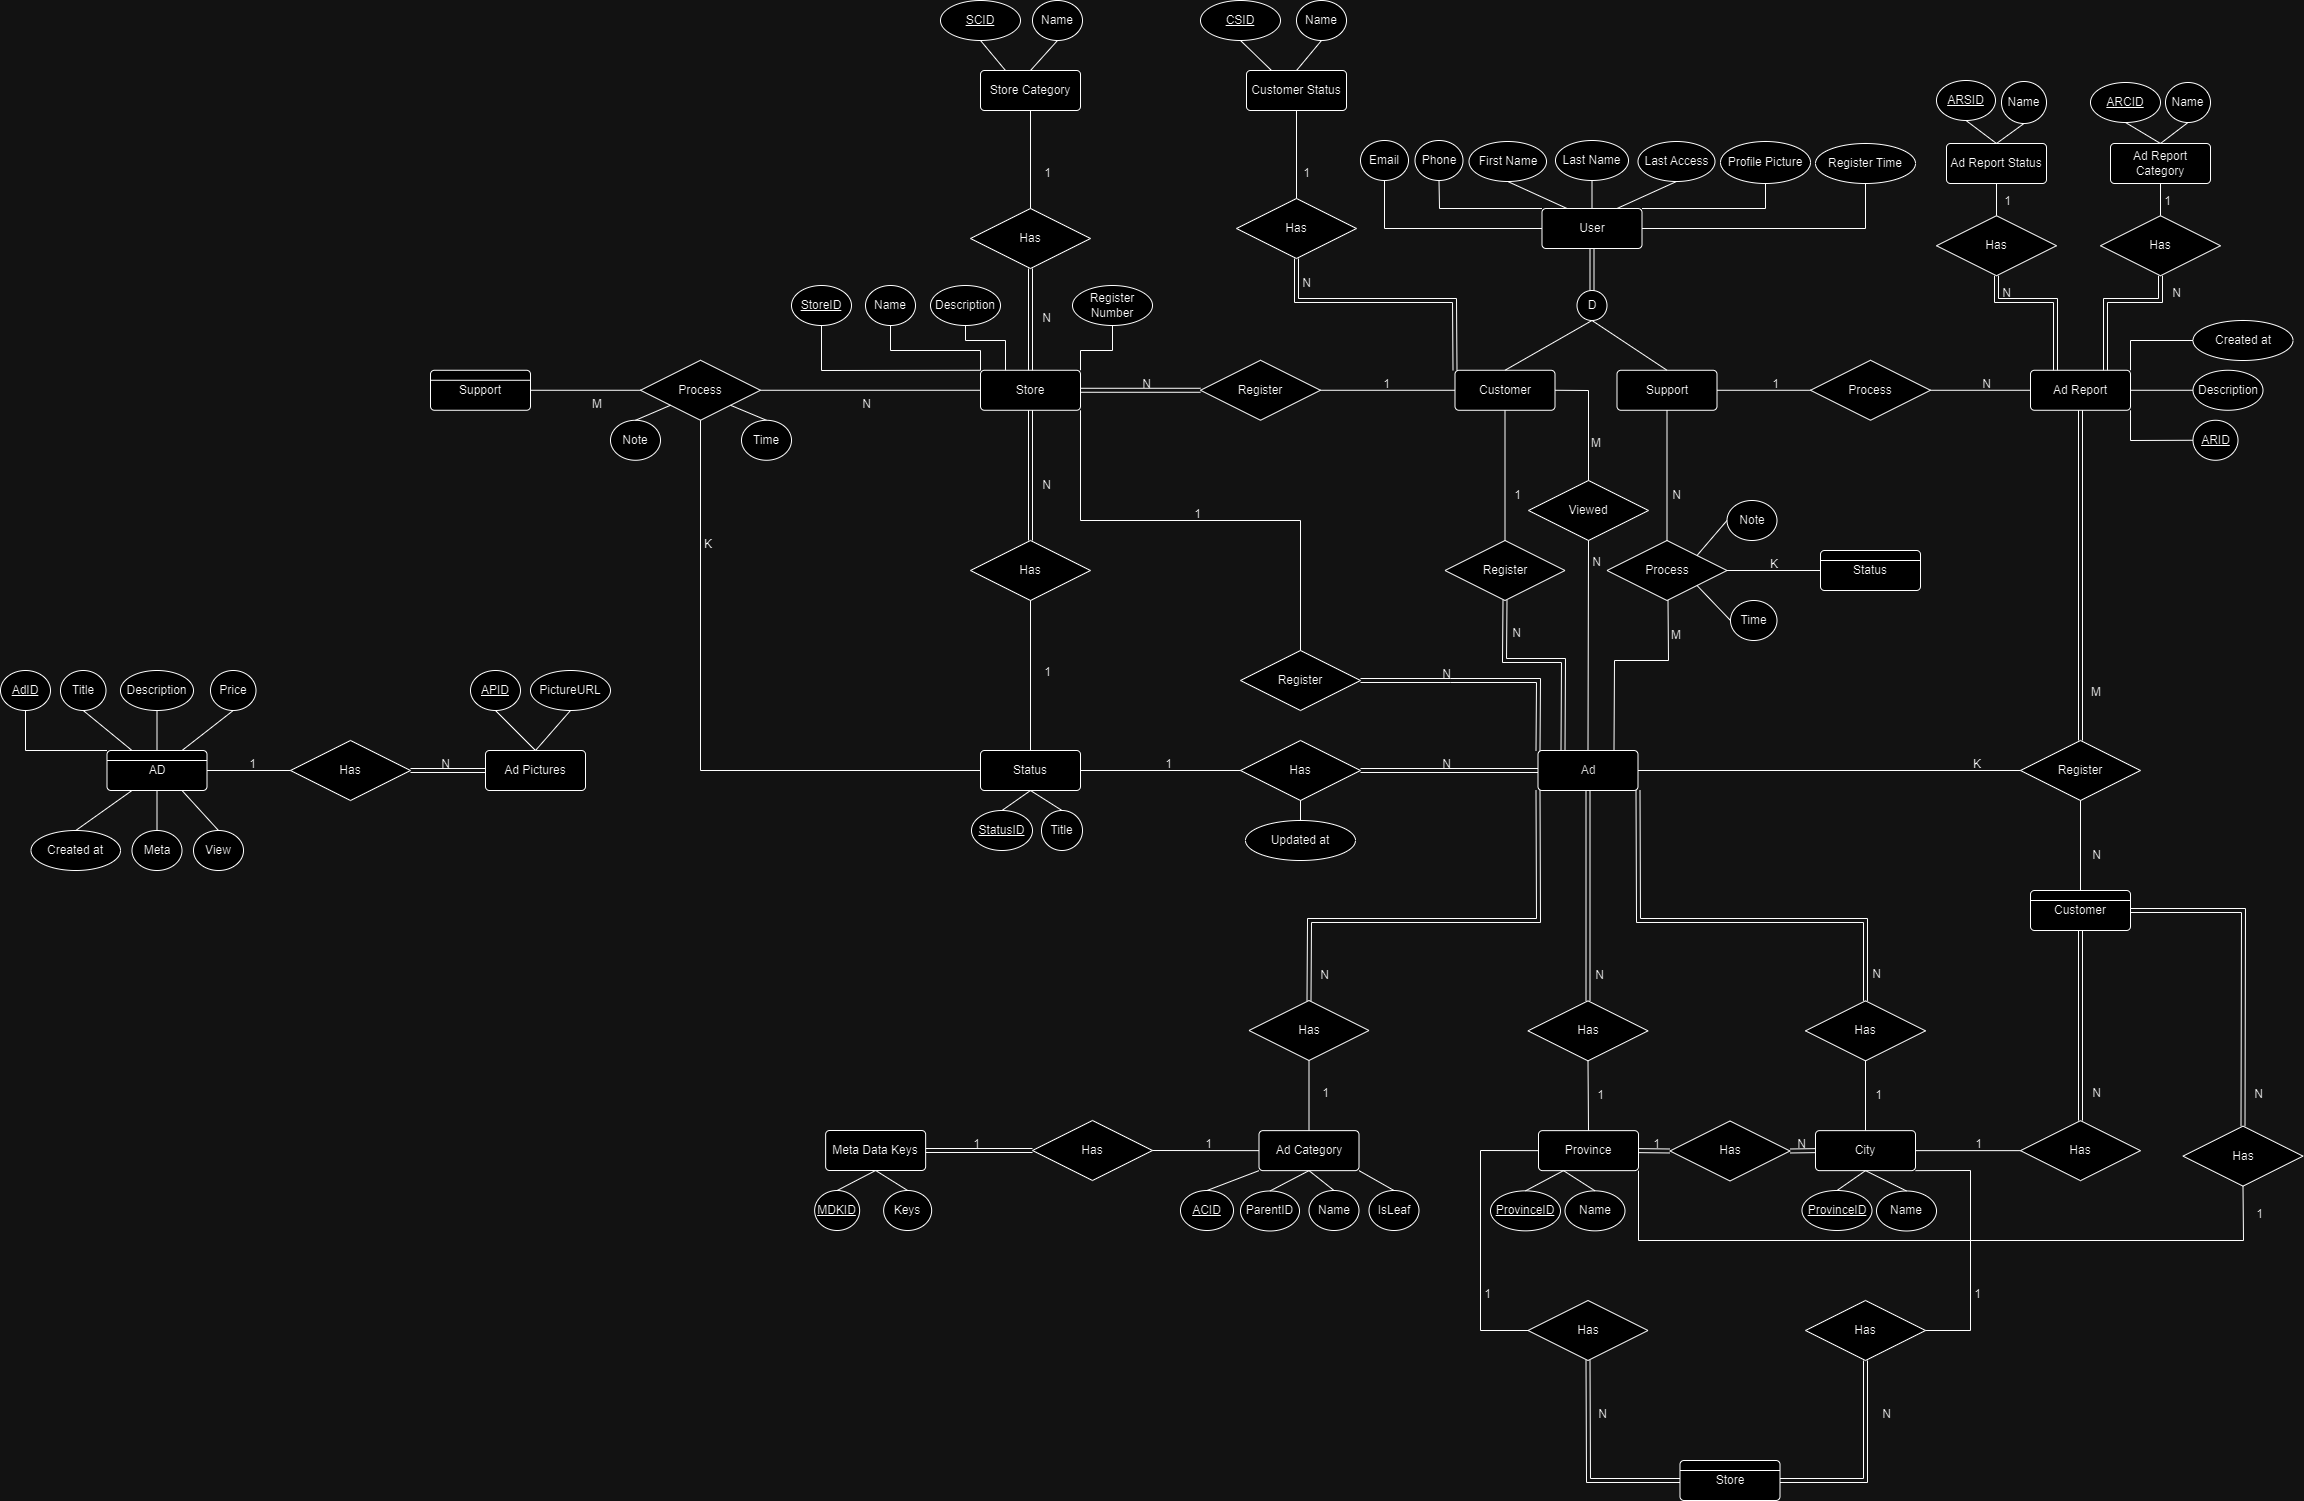 SCID
Name
CSID
Name
Store Category
Customer Status
ARSID
Name
ARCID
Name
Email
Phone
First Name
Last Name
Last Access
Profile Picture
Register Time
Ad Report Status
Ad Report
Category
1
1
1
1
Has
Has
User
Has
Has
N
N
N
StoreID
Name
Description
Register
Number
D
N
Created at
Support
Process
Store
N
Register
1
Customer
Support
1
Process
N
Ad Report
Description
M
N
Note
Time
M
ARID
N
1
N
1
Viewed
Note
K
Has
Register
N
Process
K
Status
Time
N
M
1
Register
N
AdID
Title
Description
Price
APID
PictureURL
M
AD
1
Has
N
Ad Pictures
Status
1
Has
N
Ad
K
Register
StatusID
Title
Updated at
Created at
Meta
View
N
Customer
N
N
N
Has
Has
Has
1
1
1
N
N
Meta Data Keys
1
Has
1
Ad Category
Province
1
Has
N
City
1
Has
Has
MDKID
Keys
ACID
ParentID
Name
IsLeaf
ProvinceID
Name
ProvinceID
Name
1
1
1
Has
Has
N
N
Store